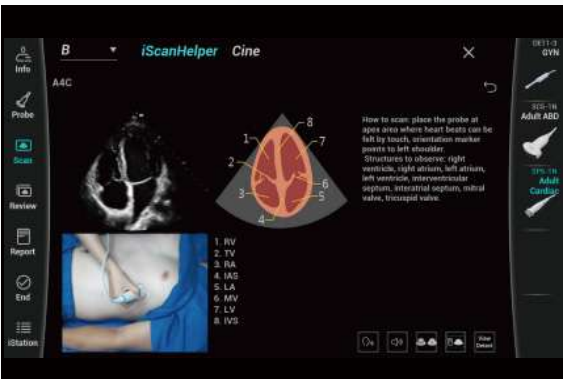 B
iScanHelper
Cine
Info
Probe
Scan
Review
Report
End
iStation
A4C
8
1
7
2
6
3
5
4
1. RV
2. TV
3. RA
4. IAS
5. LA
6. MV
7. LV
8. IVS
How to scan: place the probe at
apex area where heart beats can be
felt by touch, orientation marker
points to left shoulder.
Structures to observe: right
ventricle, right atrium, left atrium,
left ventricle, interventricular
septum, interatrial septum, mitral
valve, tricuspid valve.
GYN
Adult ABD
Adult
Cardiac
View